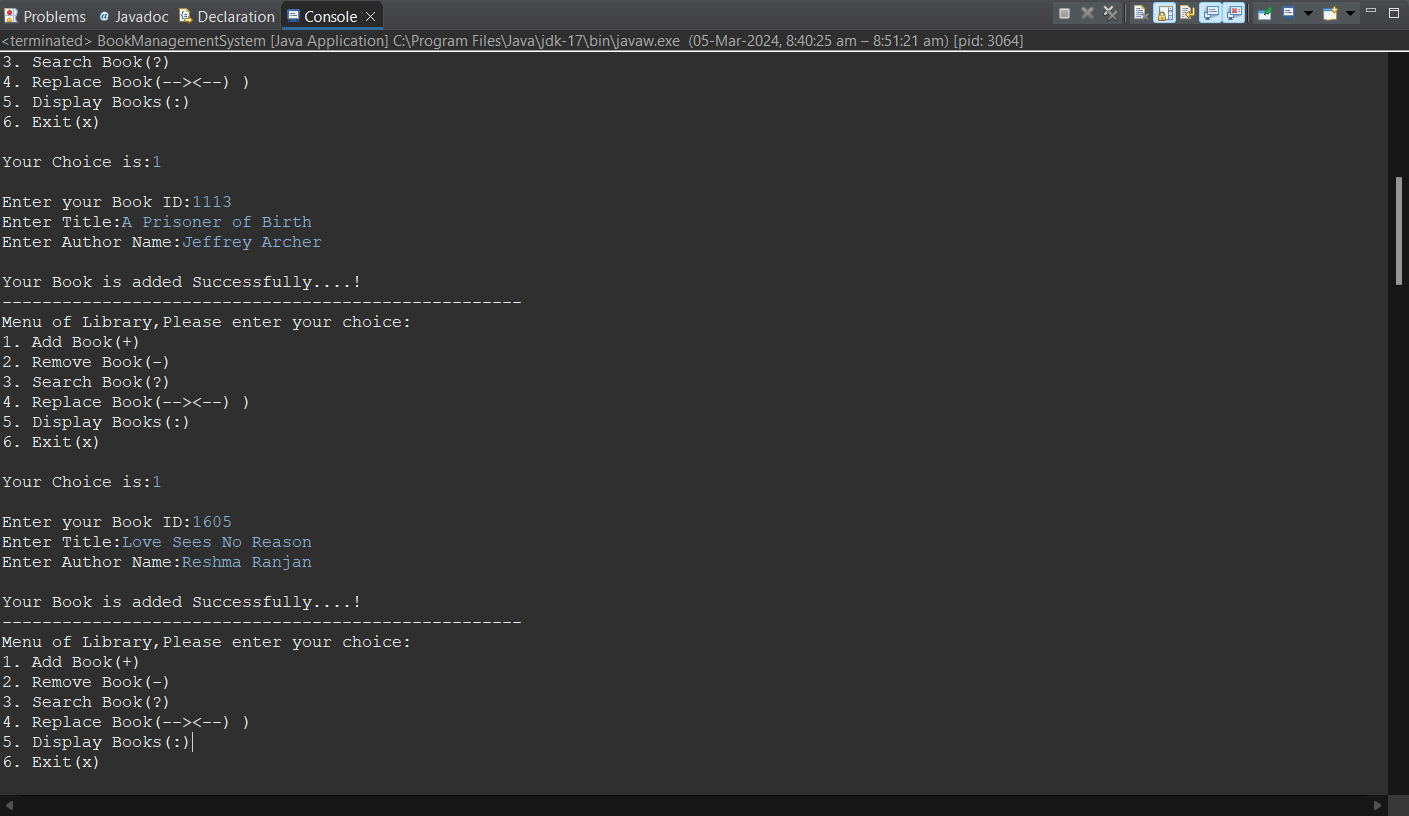 Problems @ Javadoc Declaration Console
<terminated> BookManagementSystem [Java Application] C:\Program Files\Java\jdk-17\bin\javaw.exe (05-Mar-2024, 8:40:25 am – 8:51:21 am) [pid: 3064]
3. Search Book(?)
4. Replace Book(--><--) )
5. Display Books(:)
6. Exit(x)
Your Choice is:1
Enter your Book ID:1113
Enter Title:A Prisoner of Birth
Enter Author Name:Jeffrey Archer
Your Book is added Successfully....!
----------------------------------------------------
Menu of Library,Please enter your choice:
1. Add Book(+)
2. Remove Book(-)
3. Search Book(?)
4. Replace Book(--><--) )
5. Display Books(:)
6. Exit(x)
Your Choice is:1
Enter your Book ID:1605
Enter Title:Love Sees No Reason
Enter Author Name:Reshma Ranjan
Your Book is added Successfully....!
----------------------------------------------------
Menu of Library,Please enter your choice:
1. Add Book(+)
2. Remove Book(-)
3. Search Book(?)
4. Replace Book(--><--) )
5. Display Books(:)
6. Exit(x)